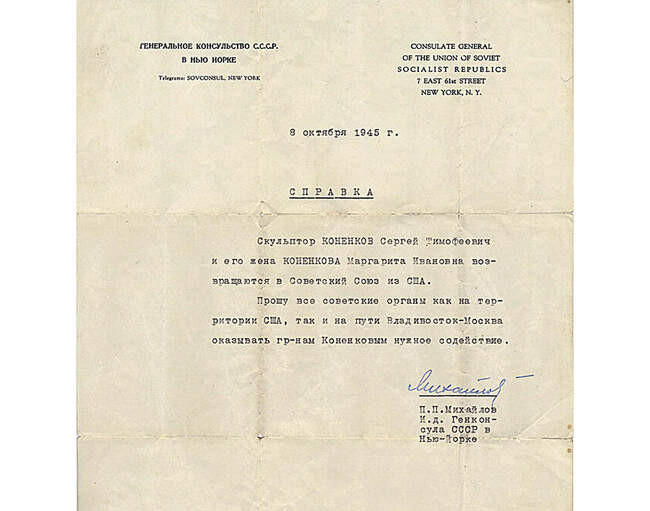 ГЕНЕРАЛЬНОЕ КОНСУЛЬСТВО С.С.С.Р.
В НЬЮ ИОРКЕ
Telegrams: SOVCONSUL, NEW YORK
CONSULATE GENERAL
OF THE UNION OF SOVIET
SOCIALIST REPUBLICS
7 EAST 61st STREET
NEW YORK, N. Y.
8 октября 1945 г.
СПРАВКА
Скульптор КОНЕНКОВ Сергей Тимофеевич
и его жена КОНЕНКОВА Маргарита Ивановна воз-
вращаются в Советский Союз из США.
Прошу все советские органы как на тер-
ритории США, так и на пути Владивосток-Москва
оказывать гр-нам Коненковым нужное содействие.
Михайлов
П.П.Михайлов
И.д. Генкон-
сула СССР в
Нью-Йорке